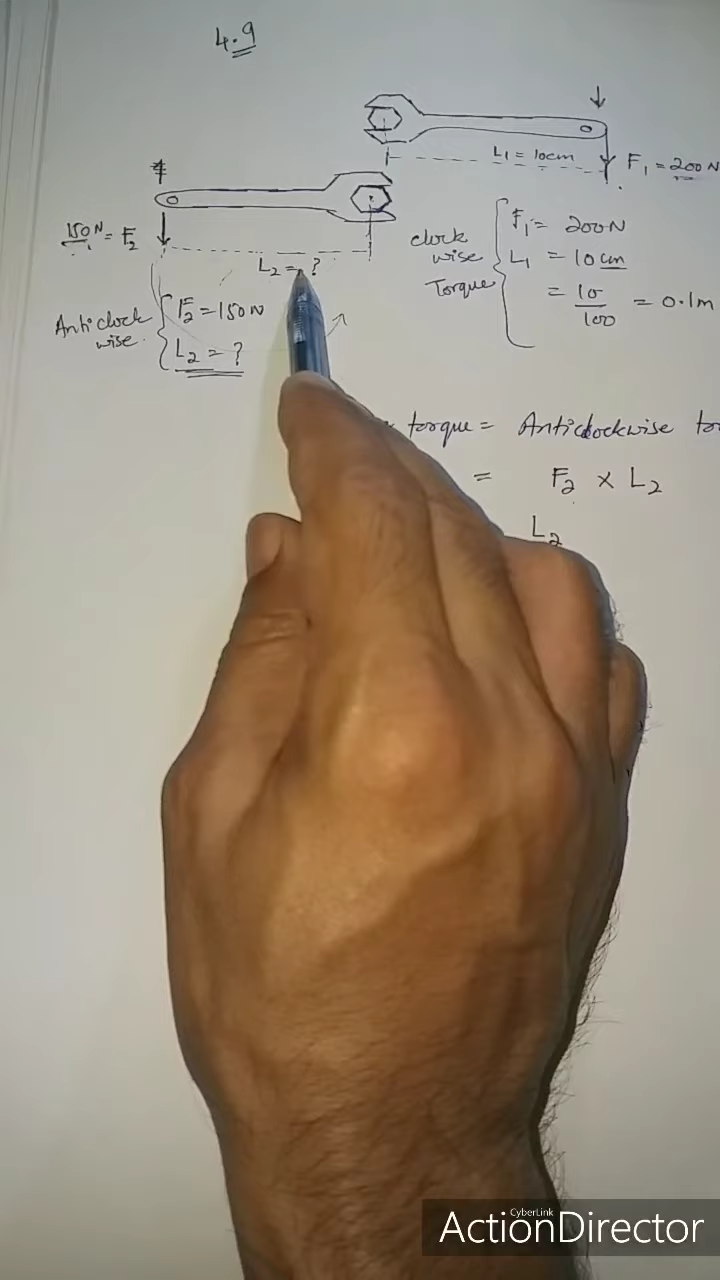 4.9
L1 = 10cm
F1 = 200N
150N = F2
L2 = ?
Clock wise Torque
F1 = 200N
L1 = 10cm
= 10/100 = 0.1m
Anticlock wise.
F2 = 150N
L2 = ?
torque = Anticlockwise
= F2 × L2
L2
CyberLink
ActionDirector